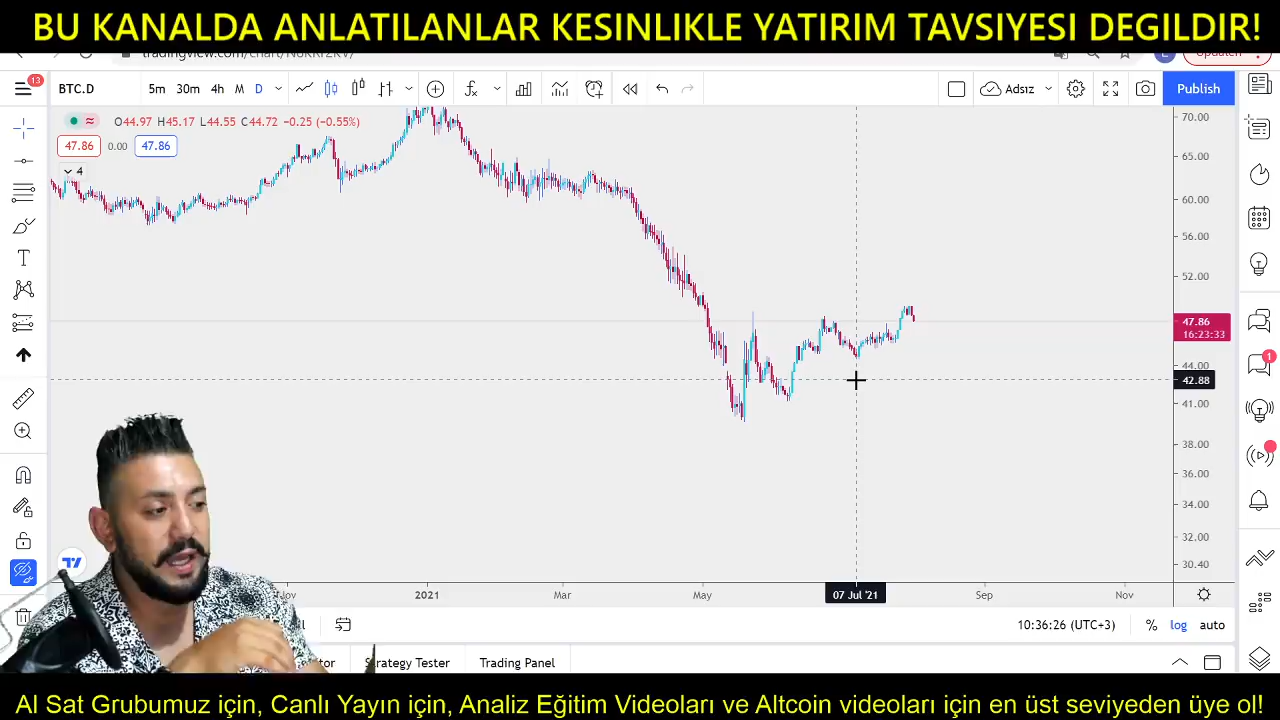 BU KANALDA ANLATILANLAR KESINLIKLE YATIRIM TAVSIYESI DEGILDIR!
13
BTC.D 5m 30m 4h M D Adsız Publish
O44.97 H45.17 L44.55 C44.72 −0.25 (−0.55%)
47.86 0.00 47.86
4
70.00
65.00
60.00
56.00
52.00
47.86
16:23:33
44.00
42.88
41.00
38.00
36.00
34.00
32.00
30.40
1
2021 Mar May 07 Jul '21 Sep Nov
10:36:26 (UTC+3) % log auto
Strategy Tester Trading Panel
Al Sat Grubumuz için, Canlı Yayın için, Analiz Eğitim Videoları ve Altcoin videoları için en üst seviyeden üye ol!